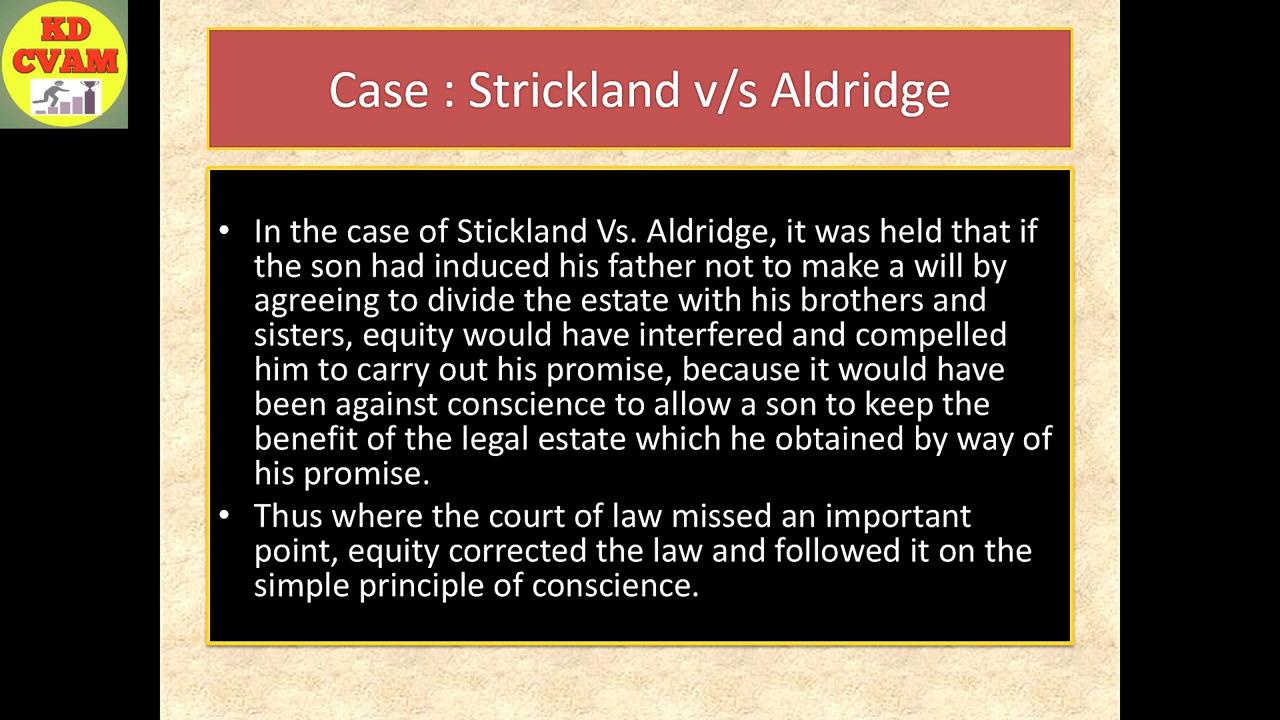 KD
CVAM
Case : Strickland v/s Aldridge
• In the case of Stickland Vs. Aldridge, it was held that if
the son had induced his father not to make a will by
agreeing to divide the estate with his brothers and
sisters, equity would have interfered and compelled
him to carry out his promise, because it would have
been against conscience to allow a son to keep the
benefit of the legal estate which he obtained by way of
his promise.
• Thus where the court of law missed an important
point, equity corrected the law and followed it on the
simple principle of conscience.